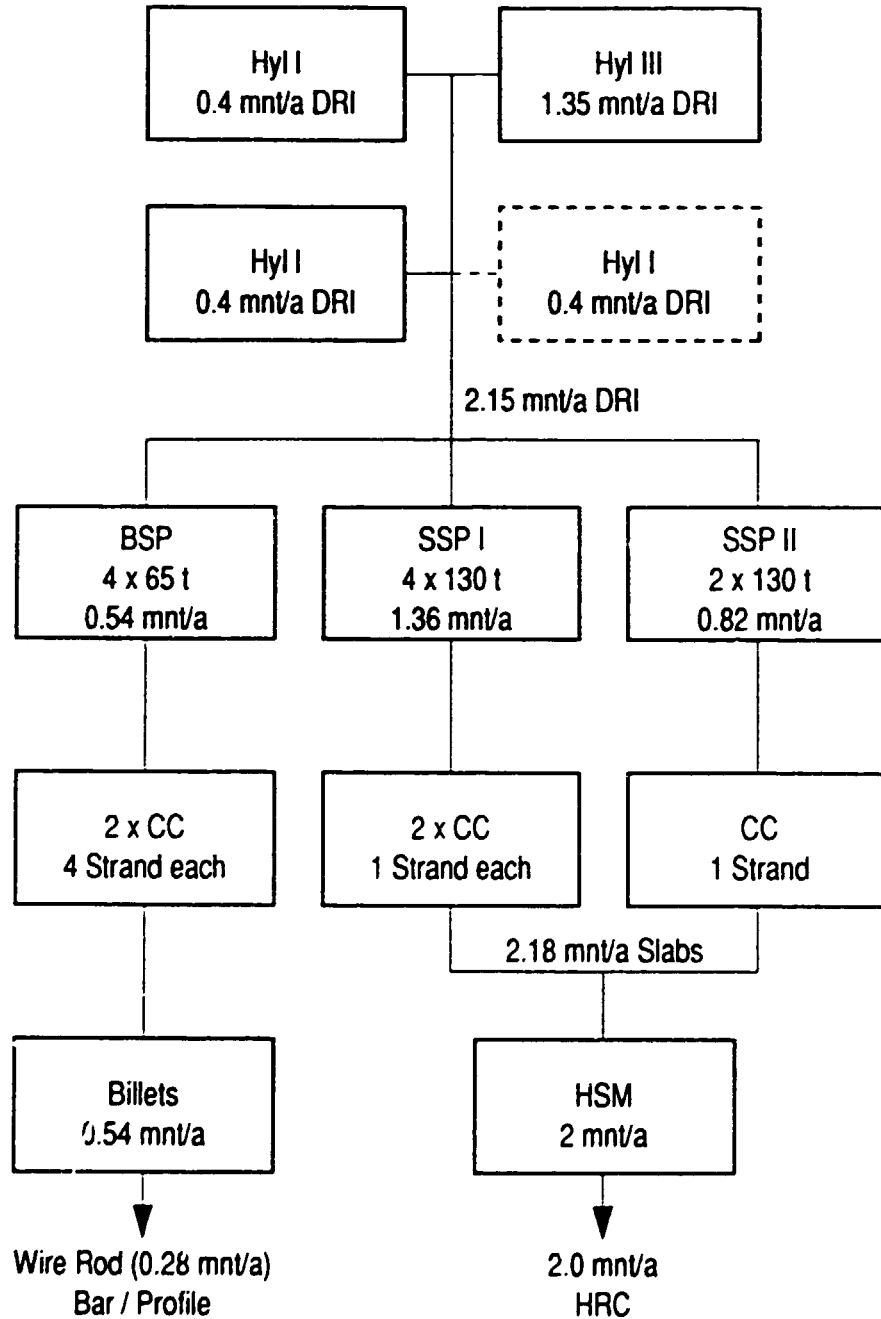 Hyl I
0.4 mnt/a DRI
Hyl III
1.35 mnt/a DRI
Hyl I
0.4 mnt/a DRI
Hyl I
0.4 mnt/a DRI
2.15 mnt/a DRI
BSP
4 x 65 t
0.54 mnt/a
SSP I
4 x 130 t
1.36 mnt/a
SSP II
2 x 130 t
0.82 mnt/a
2 x CC
4 Strand each
2 x CC
1 Strand each
CC
1 Strand
2.18 mnt/a Slabs
Billets
0.54 mnt/a
HSM
2 mnt/a
Wire Rod (0.28 mnt/a)
Bar / Profile
2.0 mnt/a
HRC